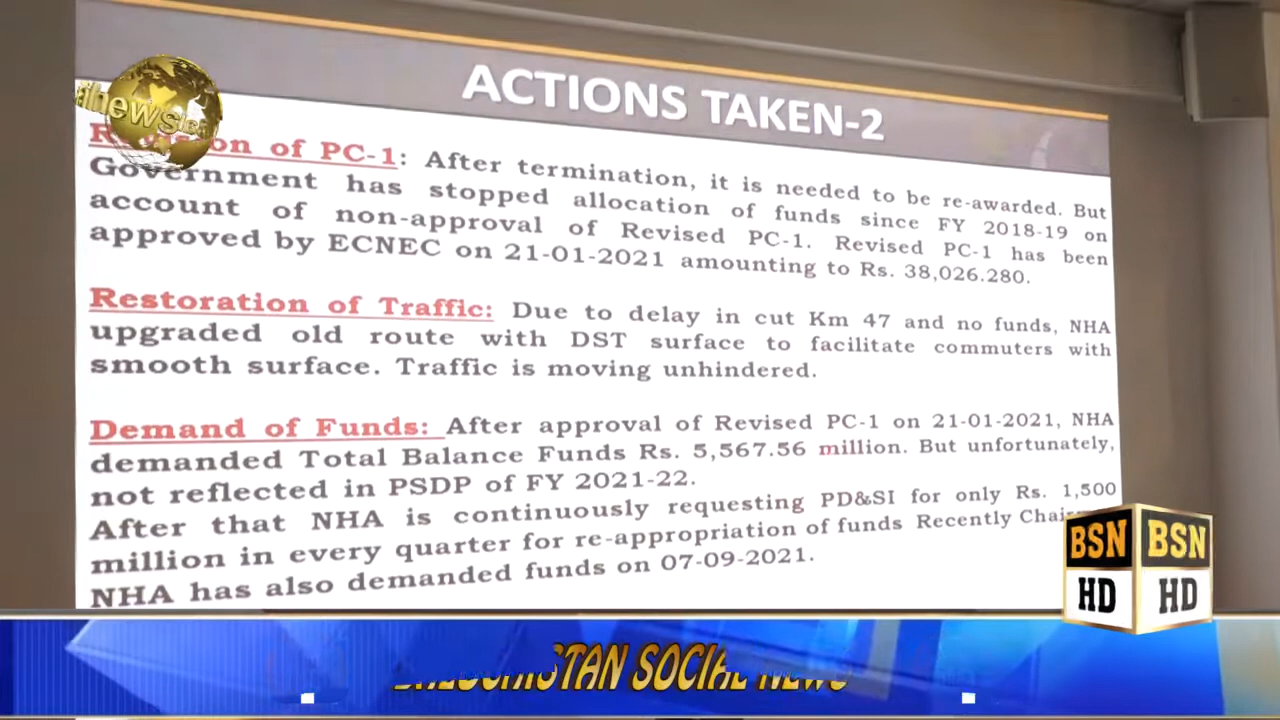 ACTIONS TAKEN-2
of PC-1: After termination, it is needed to be re-awarded. But
Government has stopped allocation of funds since FY 2018-19 on
account of non-approval of Revised PC-1. Revised PC-1 has been
approved by ECNEC on 21-01-2021 amounting to Rs. 38,026.280.
Restoration of Traffic: Due to delay in cut Km 47 and no funds, NHA
upgraded old route with DST surface to facilitate commuters with
smooth surface. Traffic is moving unhindered.
Demand of Funds: After approval of Revised PC-1 on 21-01-2021, NHA
demanded Total Balance Funds Rs. 5,567.56 million. But unfortunately,
not reflected in PSDP of FY 2021-22.
After that NHA is continuously requesting PD&SI for only Rs. 1,500
million in every quarter for re-appropriation of funds Recently
NHA has also demanded funds on 07-09-2021.
BSN BSN
HD HD
SOCIAL NEWS